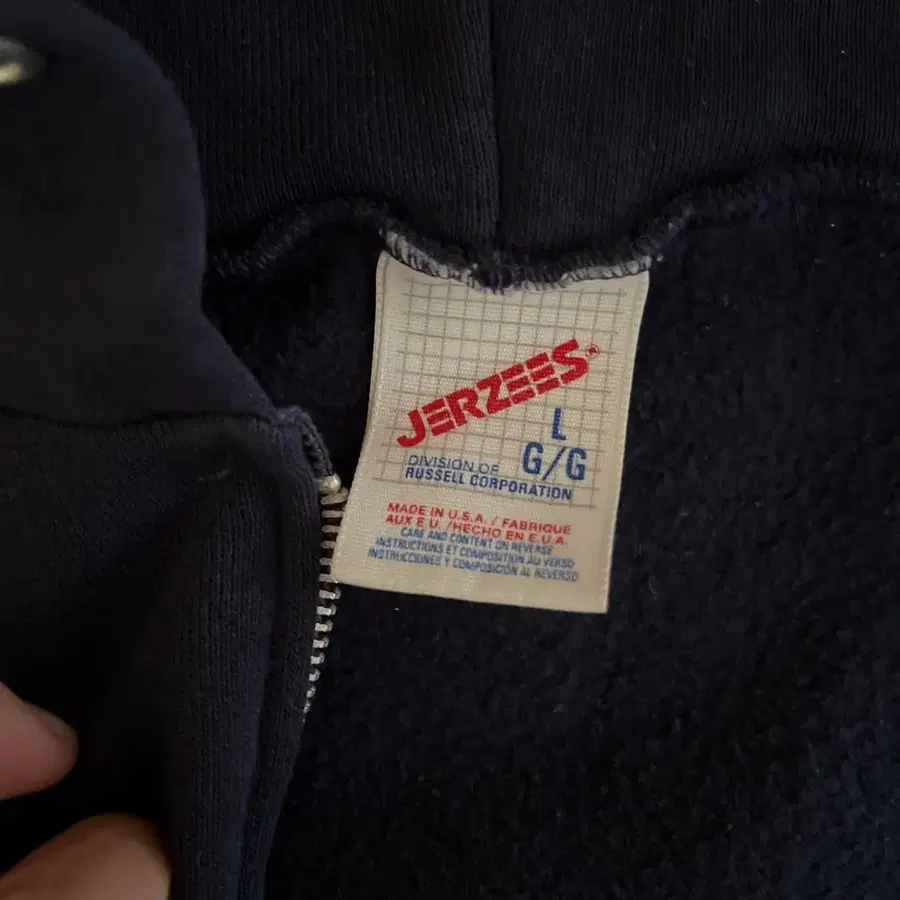 JERZEES®
L
G/G
DIVISION OF
RUSSELL CORPORATION
MADE IN U.S.A. / FABRIQUE
AUX E.U. / HECHO EN E.U.A.
CARE AND CONTENT ON REVERSE
INSTRUCTIONS ET COMPOSITION AU VERSO
INSTRUCCIONES Y COMPOSICIÓN AL REVERSO